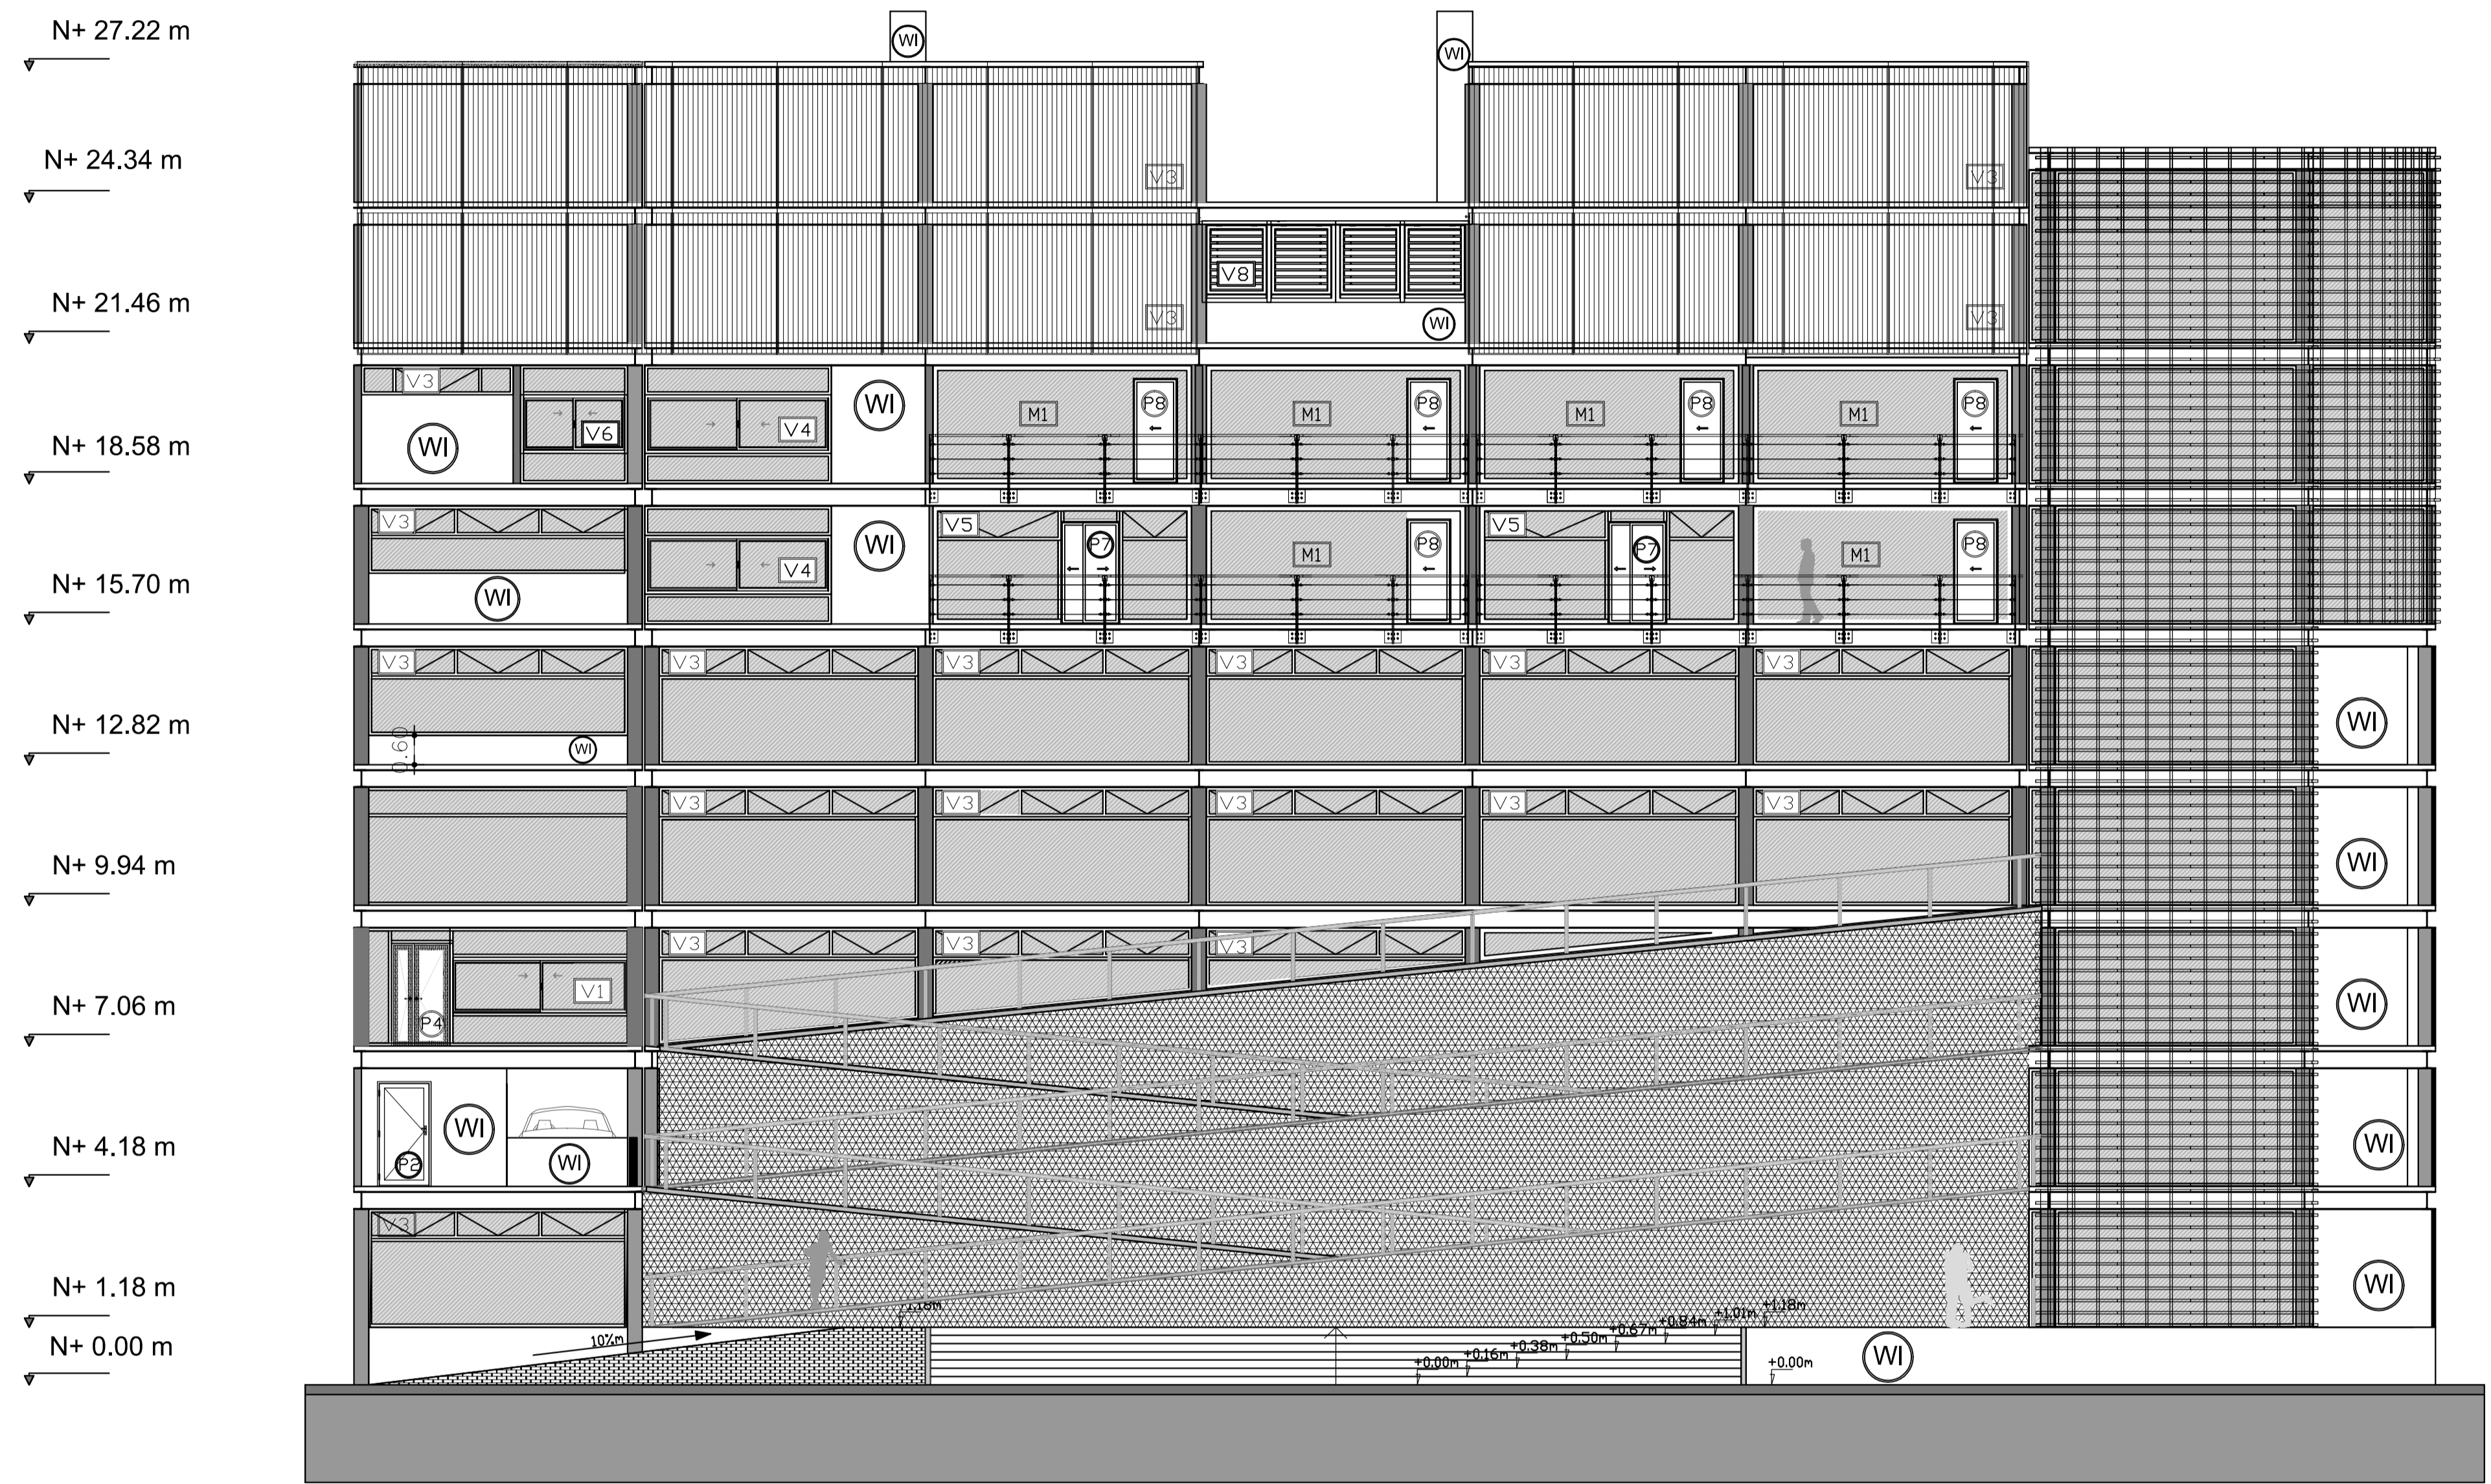 N+ 27.22 m
WI
WI
N+ 24.34 m
V3
V3
N+ 21.46 m
V8
V3
WI
V3
N+ 18.58 m
V3
WI
V6
V4
WI
M1
P8
M1
P8
M1
P8
M1
P8
N+ 15.70 m
V3
WI
V4
WI
V5
P7
M1
P8
V5
P7
M1
P8
N+ 12.82 m
V3
V3
V3
V3
V3
V3
0.60
WI
WI
N+ 9.94 m
V3
V3
V3
V3
V3
WI
N+ 7.06 m
P4
V1
V3
V3
V3
WI
N+ 4.18 m
P2
WI
WI
WI
N+ 1.18 m
V3
WI
N+ 0.00 m
10%m
+1.18m
+0.00m
+0.16m
+0.38m
+0.50m
+0.67m
+0.84m
+1.01m
+1.18m
+0.00m
WI